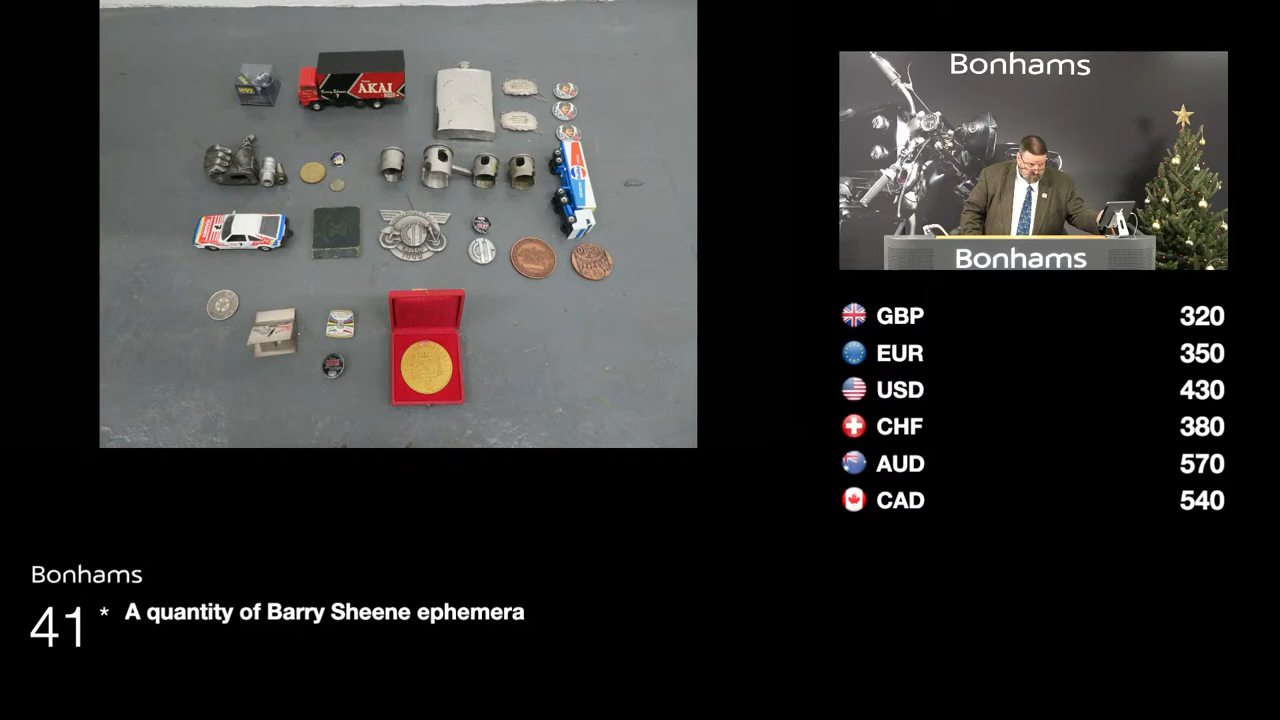 AKAI
Bonhams
Bonhams
GBP 320
EUR 350
USD 430
CHF 380
AUD 570
CAD 540
Bonhams
41 * A quantity of Barry Sheene ephemera